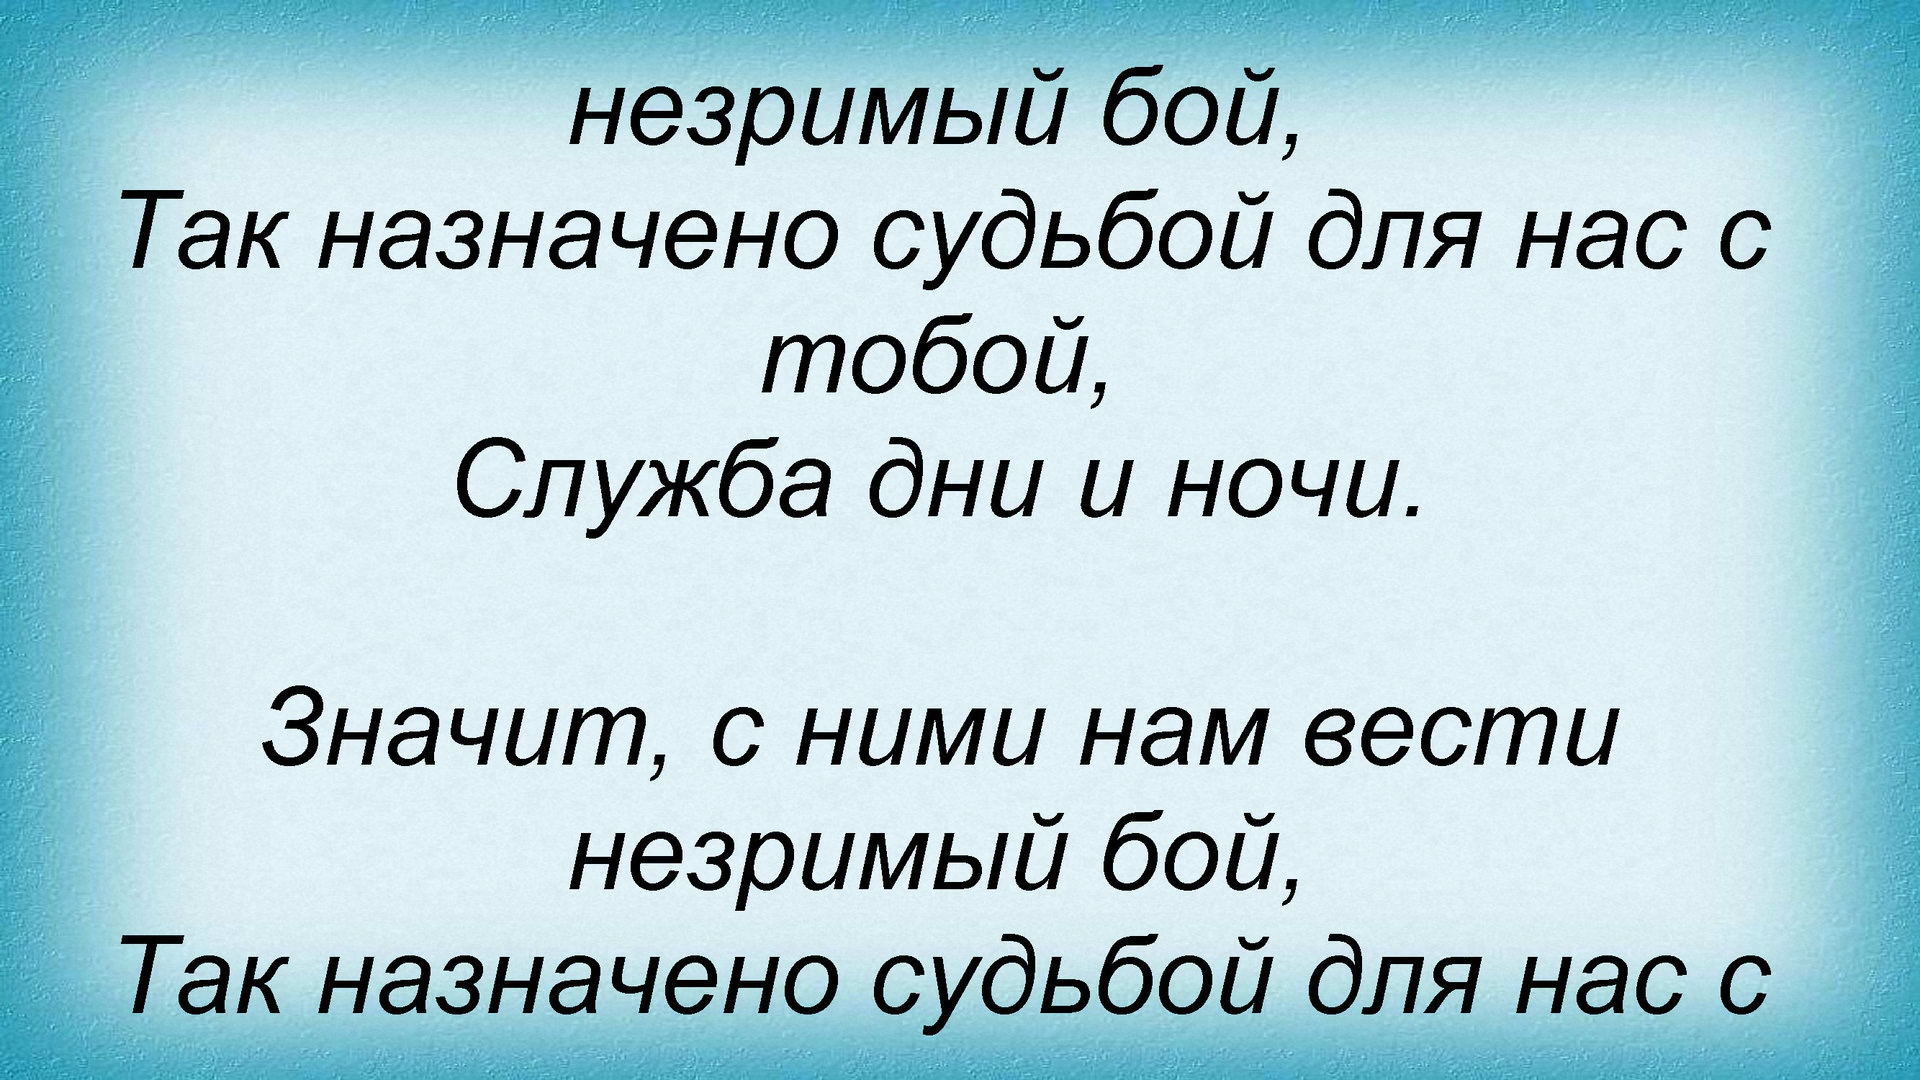 незримый бой,
Так назначено судьбой для нас с
тобой,
Служба дни и ночи.
Значит, с ними нам вести
незримый бой,
Так назначено судьбой для нас с